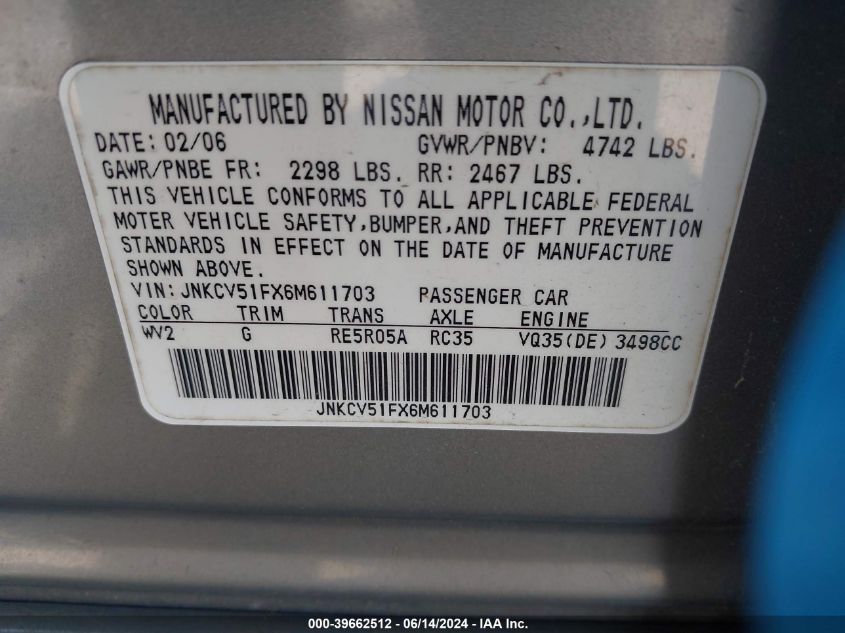 MANUFACTURED BY NISSAN MOTOR CO.,LTD.
DATE: 02/06 GVWR/PNBV: 4742 LBS.
GAWR/PNBE FR: 2298 LBS. RR: 2467 LBS.
THIS VEHICLE CONFORMS TO ALL APPLICABLE FEDERAL
MOTER VEHICLE SAFETY,BUMPER,AND THEFT PREVENTION
STANDARDS IN EFFECT ON THE DATE OF MANUFACTURE
SHOWN ABOVE.
VIN: JNKCV51FX6M611703 PASSENGER CAR
COLOR TRIM TRANS AXLE ENGINE
WV2 G RE5R05A RC35 VQ35(DE) 3498CC
JNKCV51FX6M611703
000-39662512 - 06/14/2024 - IAA Inc.